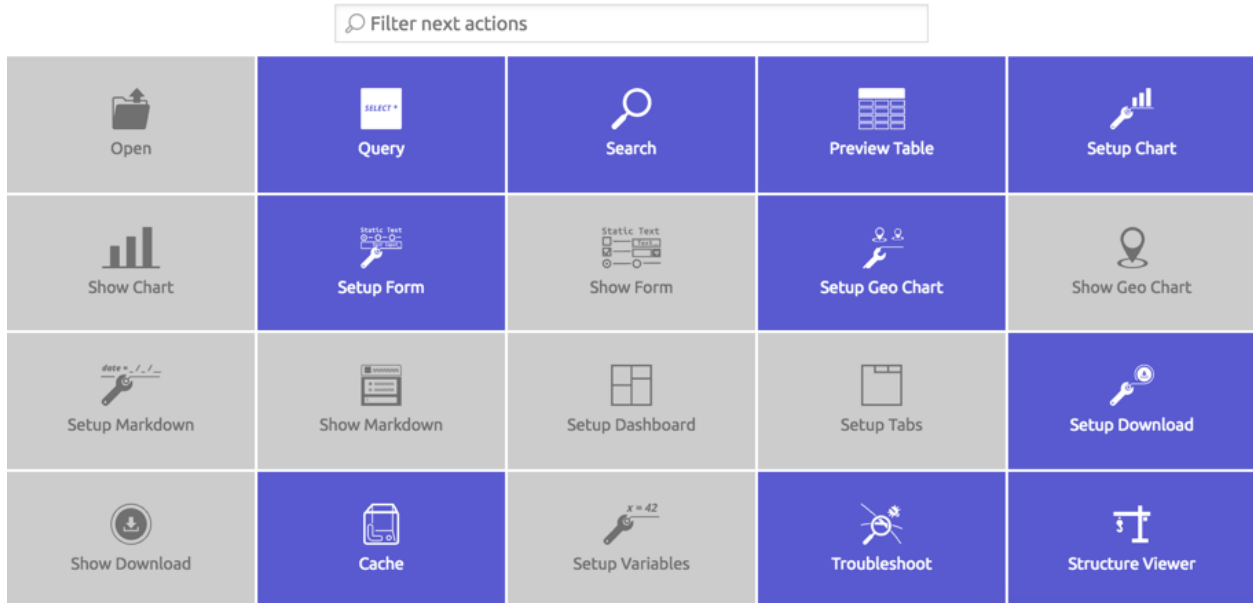 Filter next actions
SELECT *
Open
Query
Search
Preview Table
Setup Chart
Static Text
Static Text
Text
Show Chart
Setup Form
Show Form
Setup Geo Chart
Show Geo Chart
date = _/_/__
Setup Markdown
Show Markdown
Setup Dashboard
Setup Tabs
Setup Download
x = 42
Show Download
Cache
Setup Variables
Troubleshoot
Structure Viewer